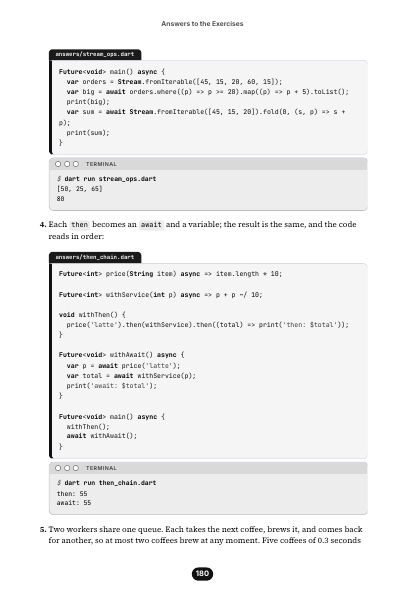 Answers to the Exercises
answers/stream_ops.dart
Future<void> main() async {
  var orders = Stream.fromIterable([45, 15, 20, 60, 15]);
  var big = await orders.where((p) => p >= 20).map((p) => p + 5).toList();
  print(big);
  var sum = await Stream.fromIterable([45, 15, 20]).fold(0, (s, p) => s +
p);
  print(sum);
}
TERMINAL
$ dart run stream_ops.dart
[50, 25, 65]
80
4. Each then becomes an await and a variable; the result is the same, and the code
reads in order:
answers/then_chain.dart
Future<int> price(String item) async => item.length * 10;
Future<int> withService(int p) async => p + p ~/ 10;
void withThen() {
  price('latte').then(withService).then((total) => print('then: $total'));
}
Future<void> withAwait() async {
  var p = await price('latte');
  var total = await withService(p);
  print('await: $total');
}
Future<void> main() async {
  withThen();
  await withAwait();
}
TERMINAL
$ dart run then_chain.dart
then: 55
await: 55
5. Two workers share one queue. Each takes the next coffee, brews it, and comes back
for another, so at most two coffees brew at any moment. Five coffees of 0.3 seconds
180